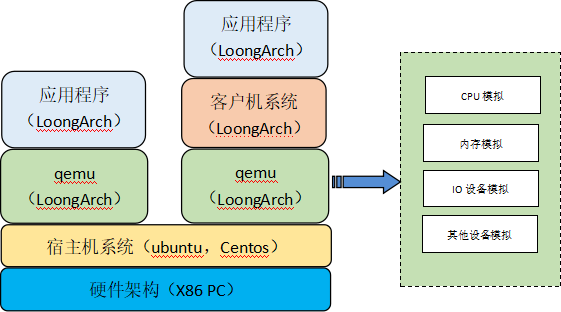 应用程序
（LoongArch）
qemu
（LoongArch）
应用程序
（LoongArch）
客户机系统
（LoongArch）
qemu
（LoongArch）
宿主机系统（ubuntu，Centos）
硬件架构（X86 PC）
CPU 模拟
内存模拟
IO 设备模拟
其他设备模拟